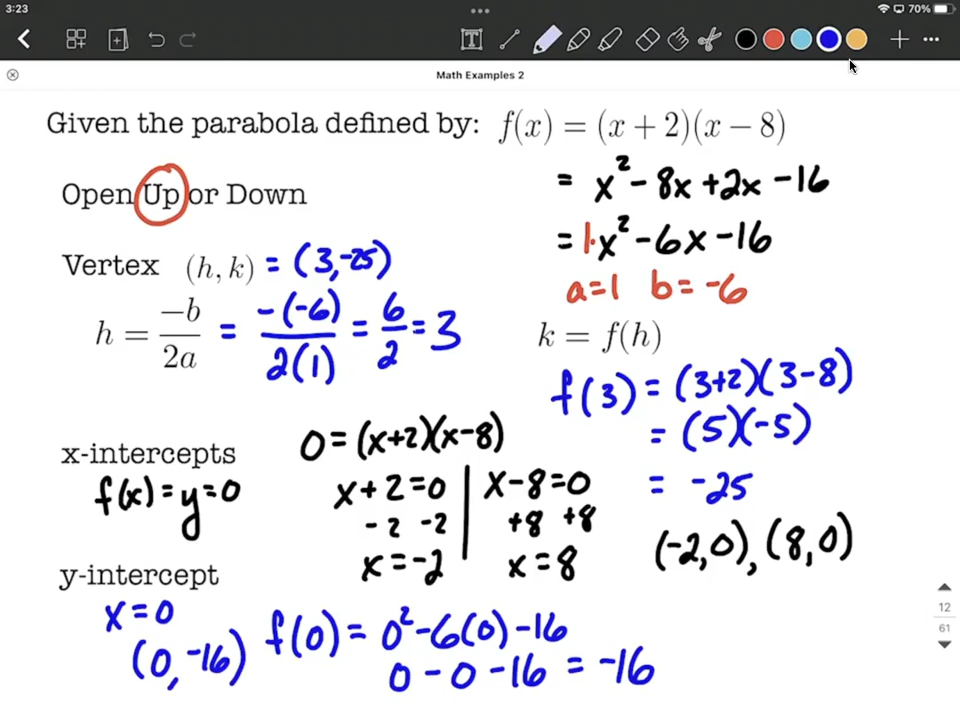 3:23
70%
Math Examples 2
Given the parabola defined by: f(x) = (x + 2)(x − 8)
= x² - 8x + 2x - 16
Open Up or Down
= 1·x² - 6x - 16
Vertex (h, k) = (3, -25)
a = 1 b = -6
h = −b/2a = -(-6)/2(1) = 6/2 = 3
k = f(h)
f(3) = (3+2)(3-8)
= (5)(-5)
= -25
x-intercepts
0 = (x+2)(x-8)
f(x) = y = 0
x + 2 = 0 | x - 8 = 0
-2 -2 | +8 +8
x = -2 | x = 8
(-2,0), (8,0)
y-intercept
x = 0
f(0) = 0² - 6(0) - 16
(0, -16)
0 - 0 - 16 = -16
12
61